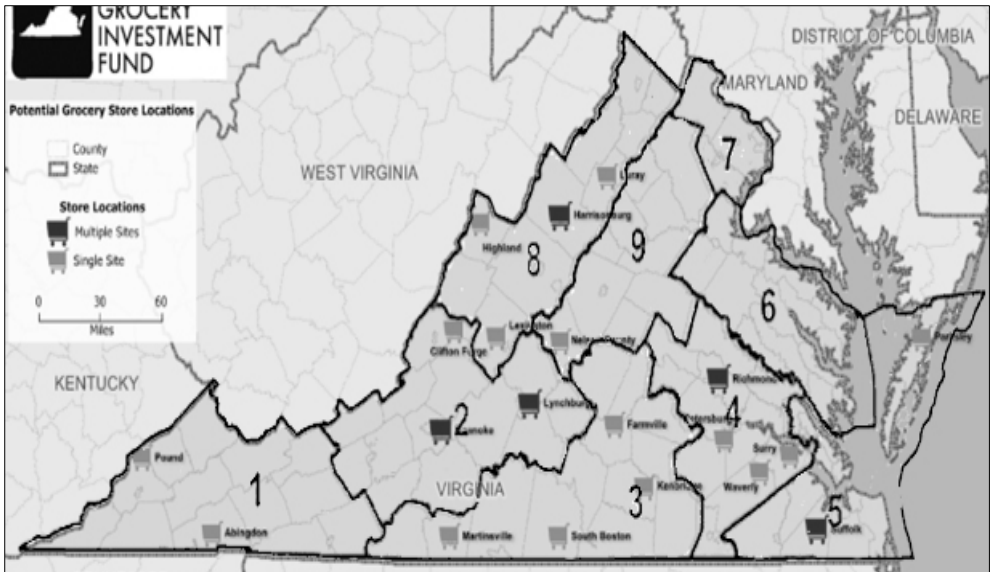 GROCERY
INVESTMENT
FUND
Potential Grocery Store Locations
County
State
Store Locations
Multiple Sites
Single Site
0 30 60
Miles
DISTRICT OF COLUMBIA
MARYLAND
DELAWARE
WEST VIRGINIA
KENTUCKY
VIRGINIA
7
Luray
Harrisonburg
Highland
8
9
6
Lexington
Clifton Forge
Nelson County
Parksley
Richmond
Lynchburg
2
Roanoke
4
Petersburg
Farmville
Surry
Pound
Waverly
1
3
Kenbridge
5
Suffolk
Abingdon
Martinsville
South Boston